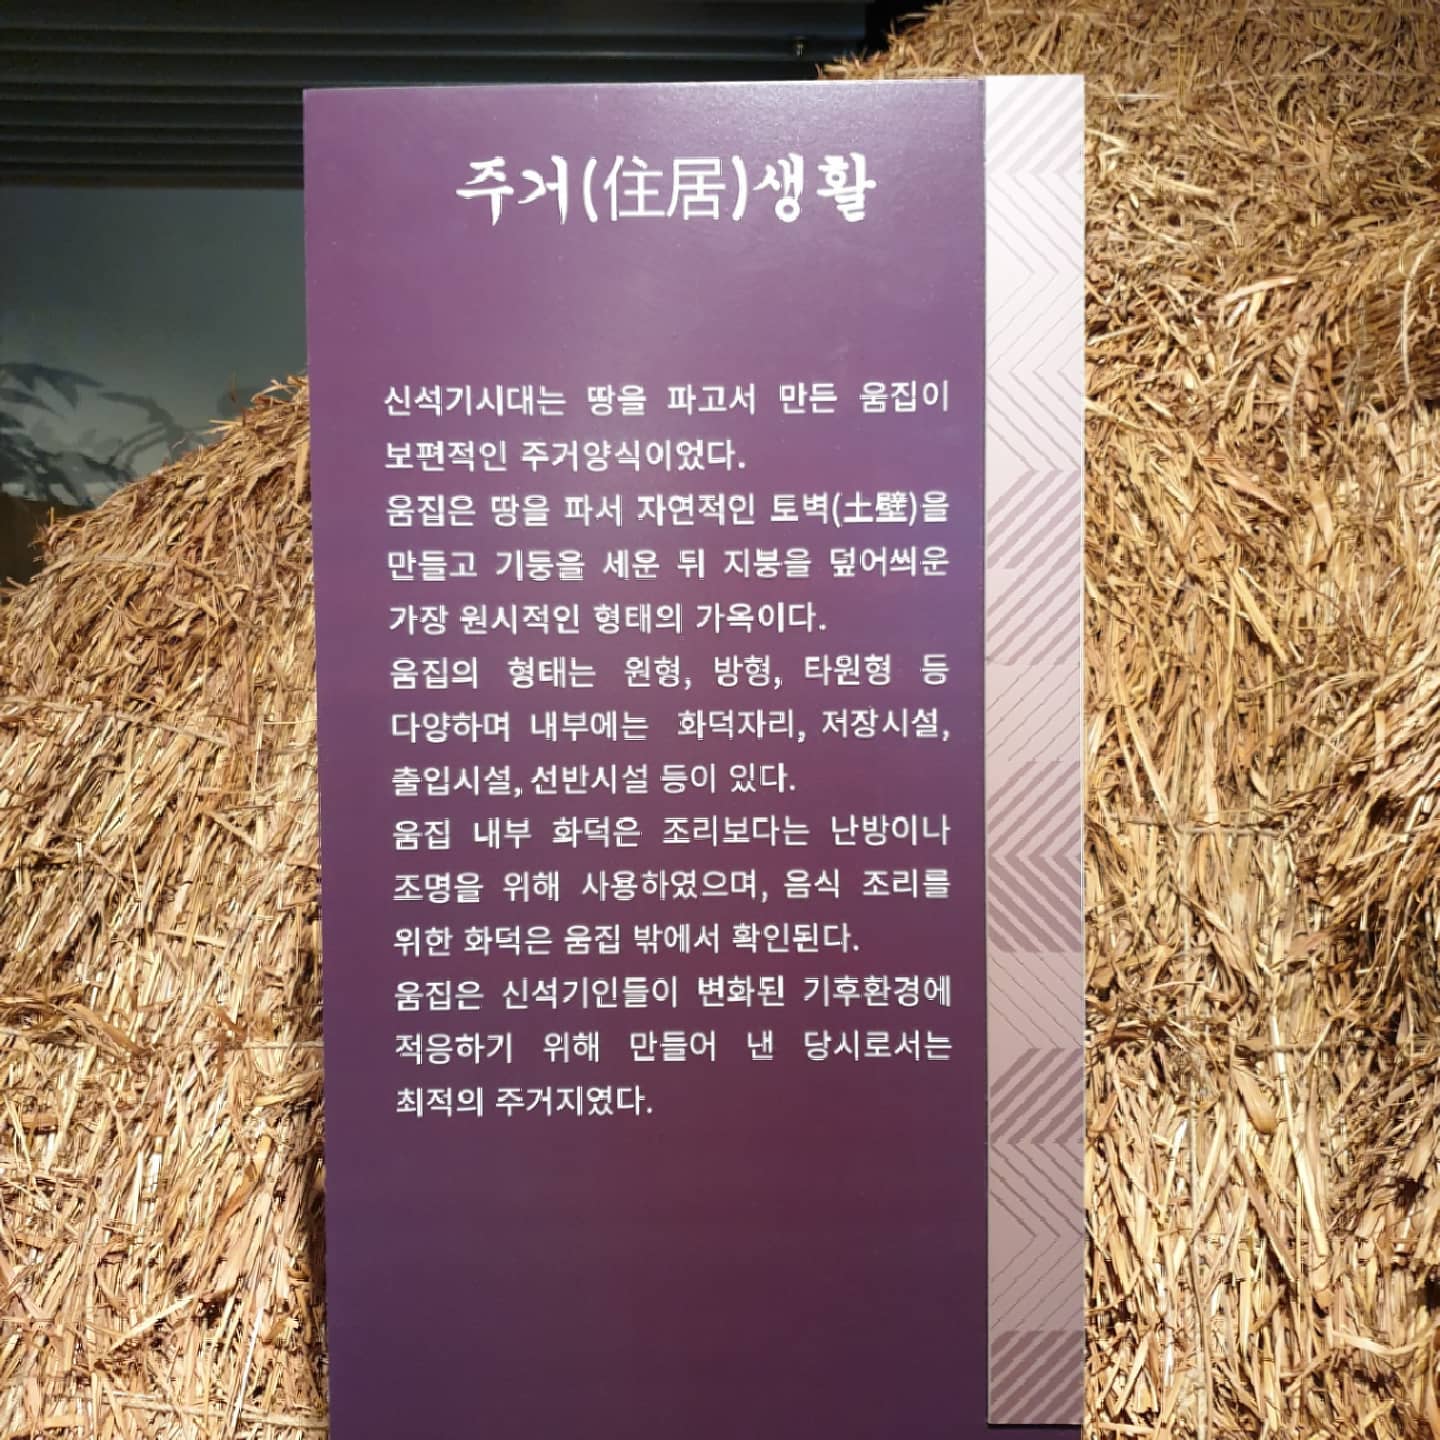 주거(住居)생활
신석기시대는 땅을 파고서 만든 움집이
보편적인 주거양식이었다.
움집은 땅을 파서 자연적인 토벽(土壁)을
만들고 기둥을 세운 뒤 지붕을 덮어씌운
가장 원시적인 형태의 가옥이다.
움집의 형태는 원형, 방형, 타원형 등
다양하며 내부에는 화덕자리, 저장시설,
출입시설, 선반시설 등이 있다.
움집 내부 화덕은 조리보다는 난방이나
조명을 위해 사용하였으며, 음식 조리를
위한 화덕은 움집 밖에서 확인된다.
움집은 신석기인들이 변화된 기후환경에
적응하기 위해 만들어 낸 당시로서는
최적의 주거지였다.